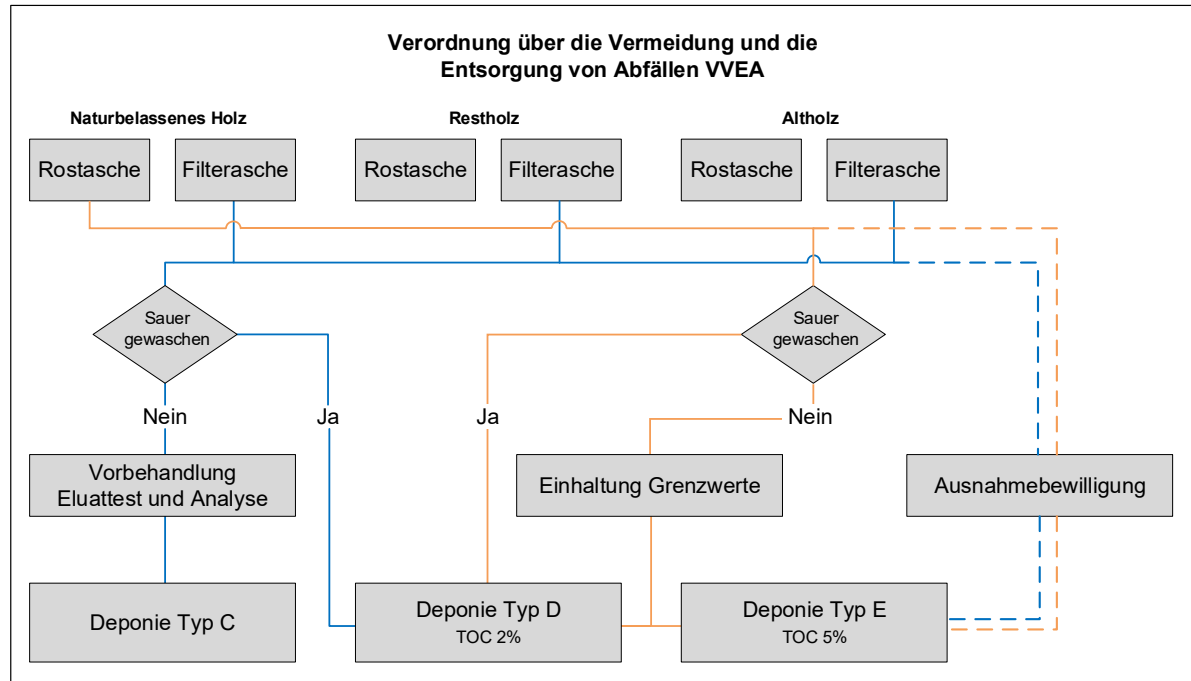 Verordnung über die Vermeidung und die
Entsorgung von Abfällen VVEA
Naturbelassenes Holz
Restholz
Altholz
Rostasche
Filterasche
Rostasche
Filterasche
Rostasche
Filterasche
Sauer
gewaschen
Sauer
gewaschen
Nein
Ja
Ja
Nein
Vorbehandlung
Eluattest und Analyse
Einhaltung Grenzwerte
Ausnahmebewilligung
Deponie Typ C
Deponie Typ D
TOC 2%
Deponie Typ E
TOC 5%